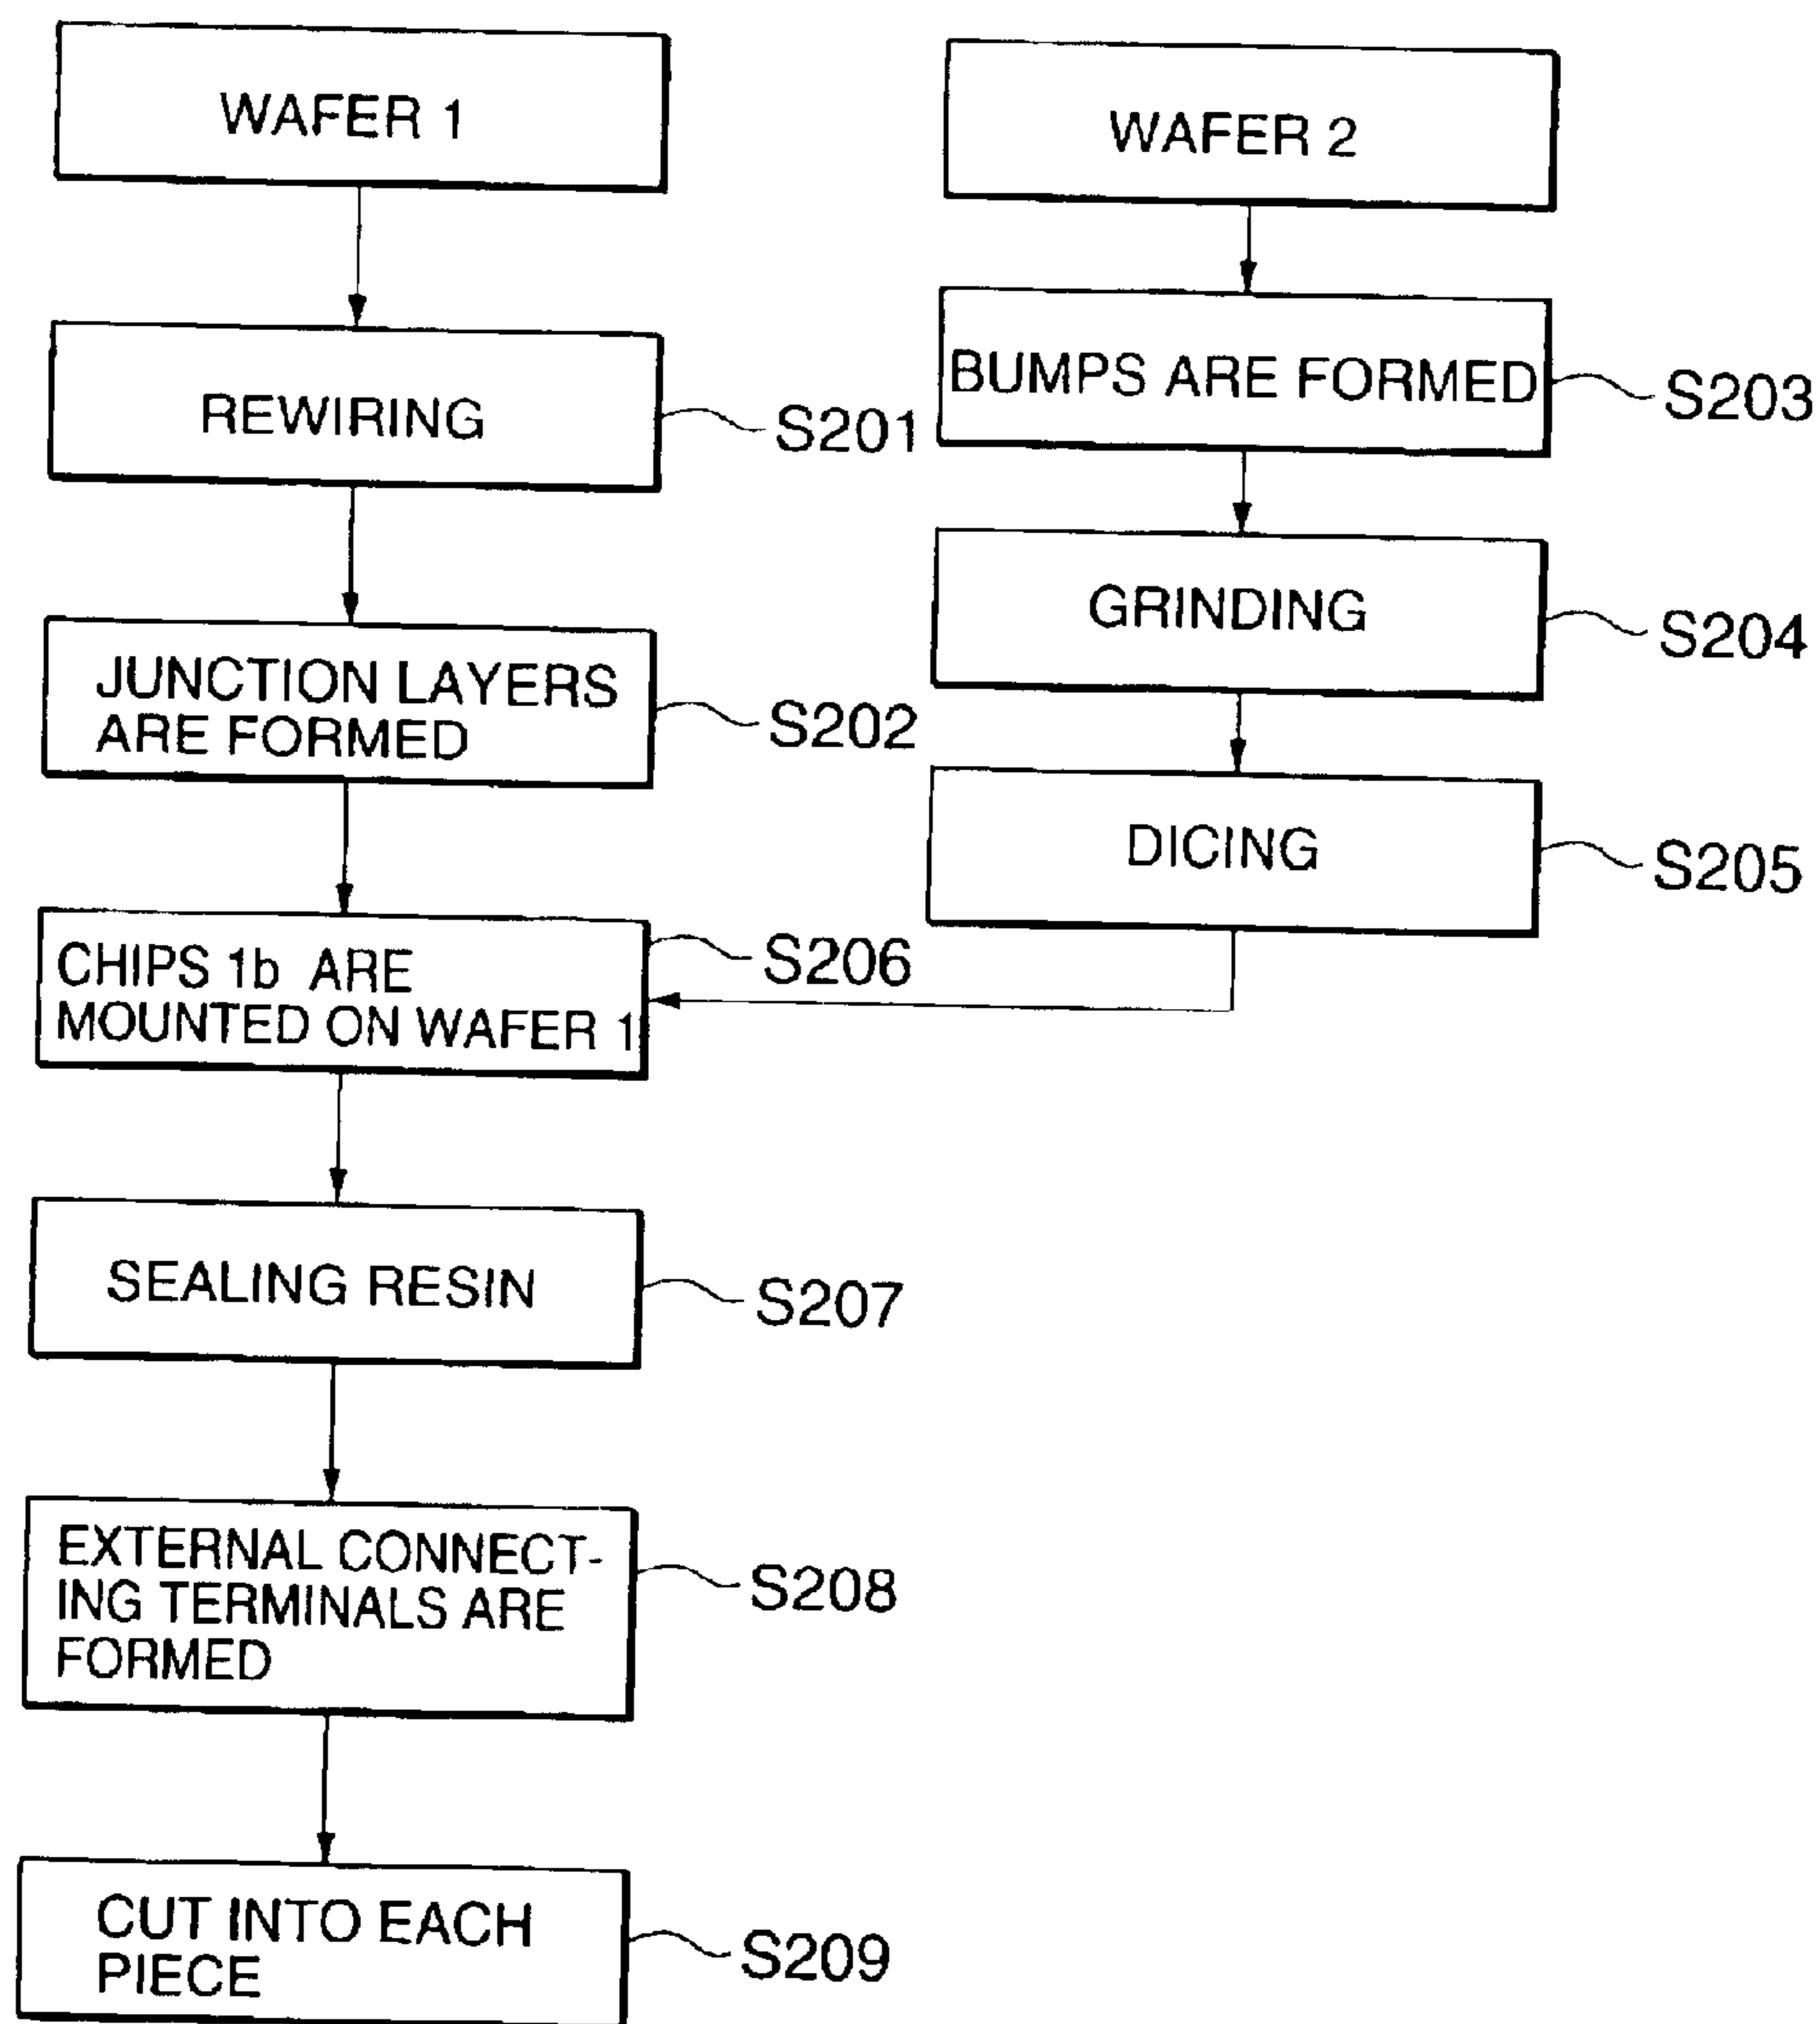 WAFER 1
REWIRING
S201
JUNCTION LAYERS
ARE FORMED
S202
WAFER 2
BUMPS ARE FORMED
S203
GRINDING
S204
DICING
S205
CHIPS 1b ARE
MOUNTED ON WAFER 1
S206
SEALING RESIN
S207
EXTERNAL CONNECT-
ING TERMINALS ARE
FORMED
S208
CUT INTO EACH
PIECE
S209